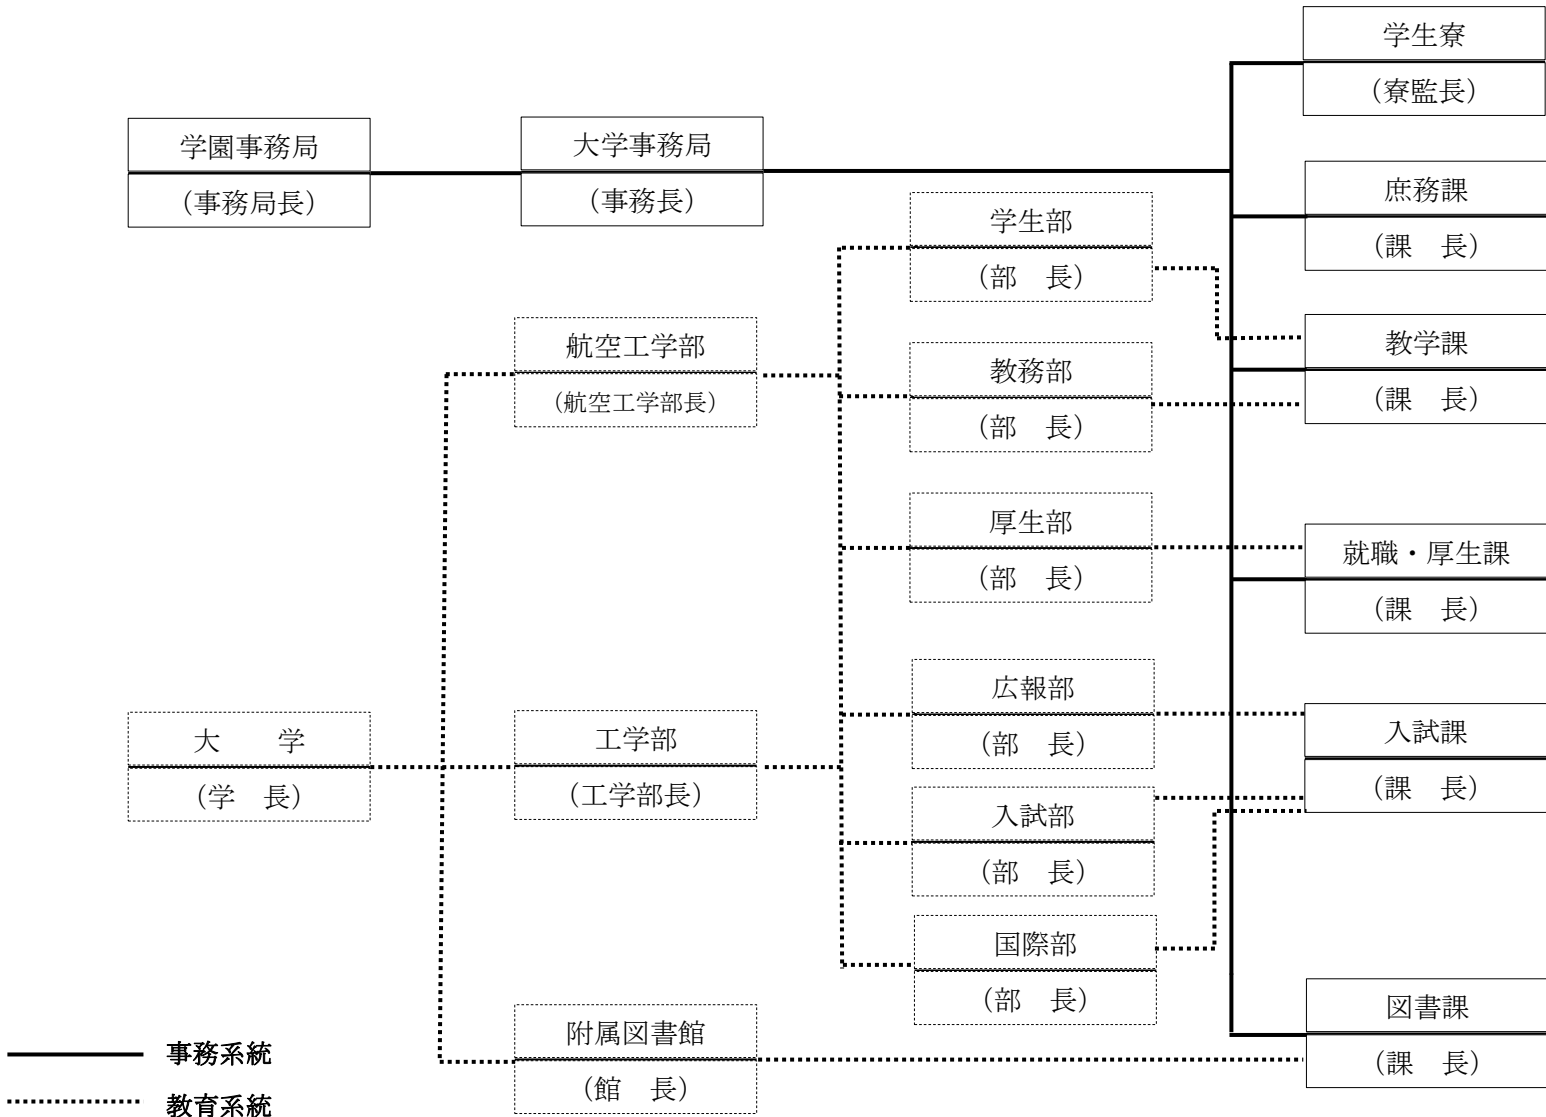 学生寮
(寮監長)
学園事務局
(事務局長)
大学事務局
(事務長)
庶務課
(課　長)
学生部
(部　長)
航空工学部
(航空工学部長)
教務部
(部　長)
教学課
(課　長)
厚生部
(部　長)
就職・厚生課
(課　長)
広報部
(部　長)
大　　学
(学　長)
工学部
(工学部長)
入試課
(課　長)
入試部
(部　長)
国際部
(部　長)
附属図書館
(館　長)
図書課
(課　長)
事務系統
教育系統